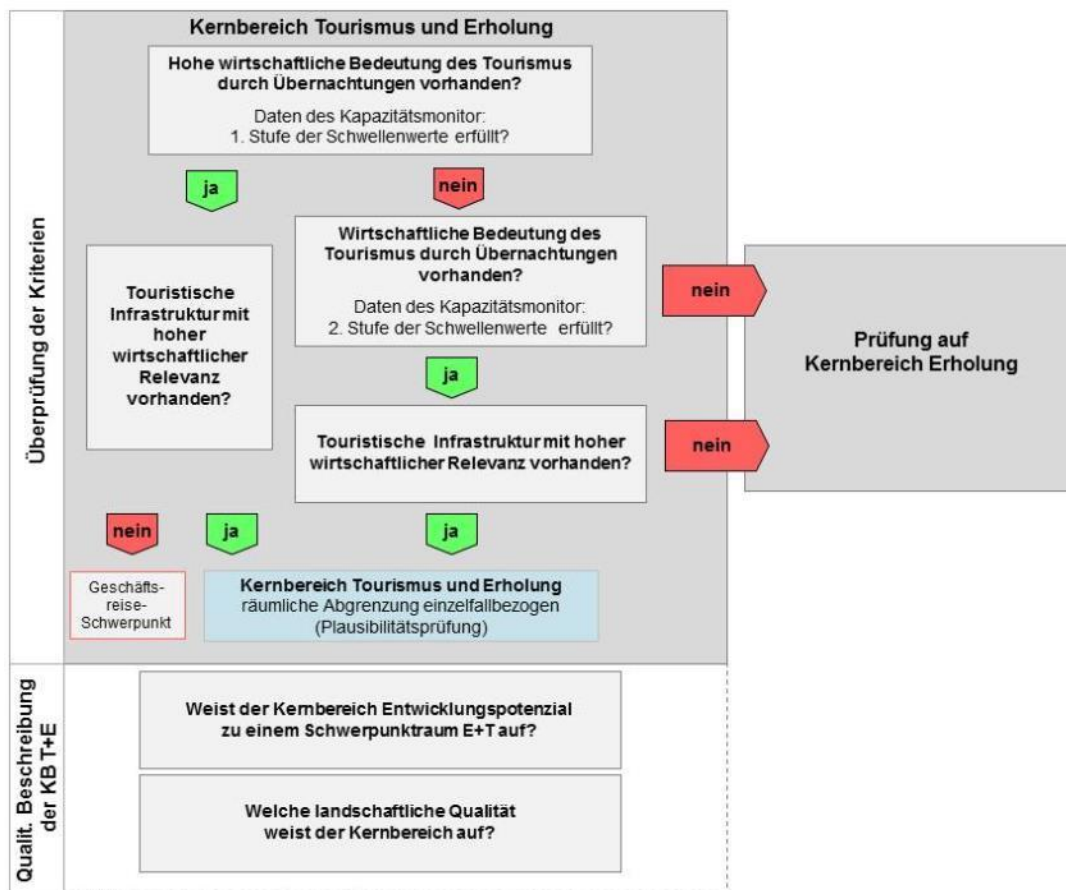 Kernbereich Tourismus und Erholung
Hohe wirtschaftliche Bedeutung des Tourismus
durch Übernachtungen vorhanden?
Daten des Kapazitätsmonitor:
1. Stufe der Schwellenwerte erfüllt?
ja
nein
Überprüfung der Kriterien
Touristische
Infrastruktur mit
hoher
wirtschaftlicher
Relevanz
vorhanden?
Wirtschaftliche Bedeutung des
Tourismus durch Übernachtungen
vorhanden?
Daten des Kapazitätsmonitor:
2. Stufe der Schwellenwerte erfüllt?
nein
Prüfung auf
Kernbereich Erholung
ja
Touristische Infrastruktur mit hoher
wirtschaftlicher Relevanz vorhanden?
nein
nein
ja
ja
Geschäfts-
reise-
Schwerpunkt
Kernbereich Tourismus und Erholung
räumliche Abgrenzung einzelfallbezogen
(Plausibilitätsprüfung)
Qualit. Beschreibung
der KB T+E
Weist der Kernbereich Entwicklungspotenzial
zu einem Schwerpunktraum E+T auf?
Welche landschaftliche Qualität
weist der Kernbereich auf?